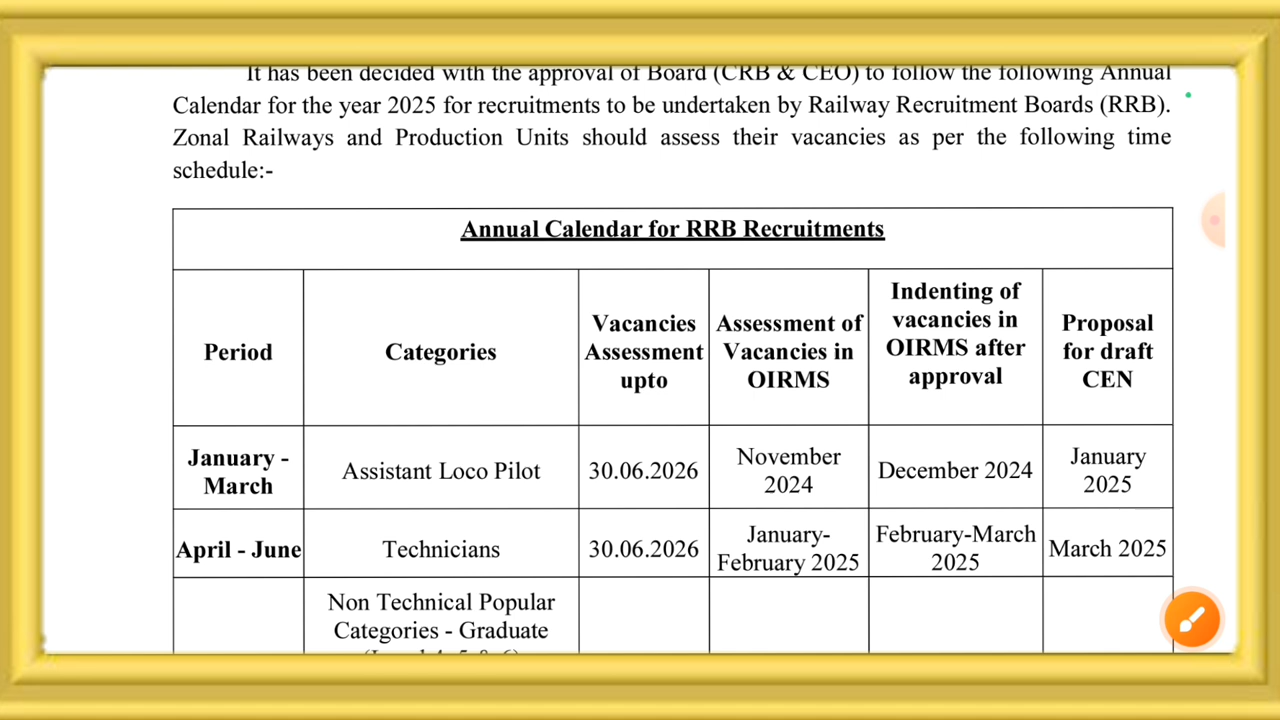 It has been decided with the approval of Board (CRB & CEO) to follow the following Annual
Calendar for the year 2025 for recruitments to be undertaken by Railway Recruitment Boards (RRB).
Zonal Railways and Production Units should assess their vacancies as per the following time
schedule:-
Annual Calendar for RRB Recruitments
Period
Categories
Vacancies
Assessment
upto
Assessment of
Vacancies in
OIRMS
Indenting of
vacancies in
OIRMS after
approval
Proposal
for draft
CEN
January -
March
Assistant Loco Pilot
30.06.2026
November
2024
December 2024
January
2025
April - June
Technicians
30.06.2026
January-
February 2025
February-March
2025
March 2025
Non Technical Popular
Categories - Graduate